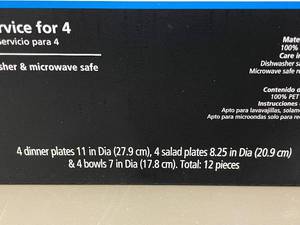 rvice for 4
Servicio para 4
sher & microwave safe
4 dinner plates 11 in Dia (27.9 cm), 4 salad plates 8.25 in Dia (20.9 cm)
& 4 bowls 7 in Dia (17.8 cm). Total: 12 pieces
Mate
100%
Care in
Dishwasher sa
Microwave safe r
Contenido d
100% PET
Instrucciones
Apto para lavavajillas, solam
Apto para microondas solo para rec